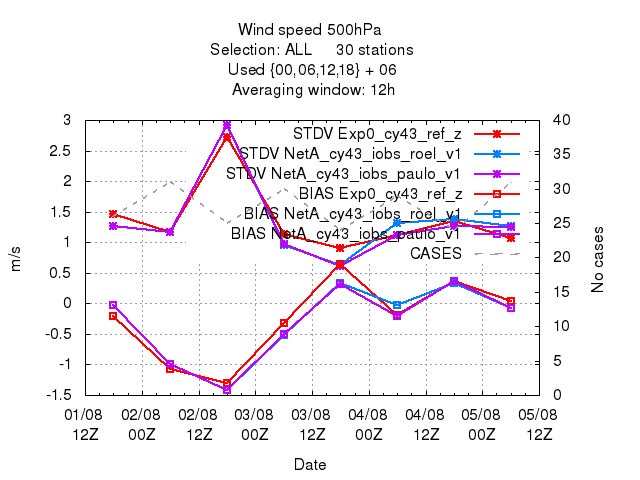 Wind speed 500hPa
Selection: ALL     30 stations
Used {00,06,12,18} + 06
Averaging window: 12h
3
2.5
2
1.5
1
0.5
0
-0.5
-1
-1.5
m/s
40
35
30
25
20
15
10
5
0
No cases
STDV Exp0_cy43_ref_z
STDV NetA_cy43_iobs_roel_v1
STDV NetA_cy43_iobs_paulo_v1
BIAS Exp0_cy43_ref_z
BIAS NetA_cy43_iobs_roel_v1
BIAS NetA_cy43_iobs_paulo_v1
CASES
01/08 02/08 02/08 03/08 03/08 04/08 04/08 05/08 05/08
12Z 00Z 12Z 00Z 12Z 00Z 12Z 00Z 12Z
Date